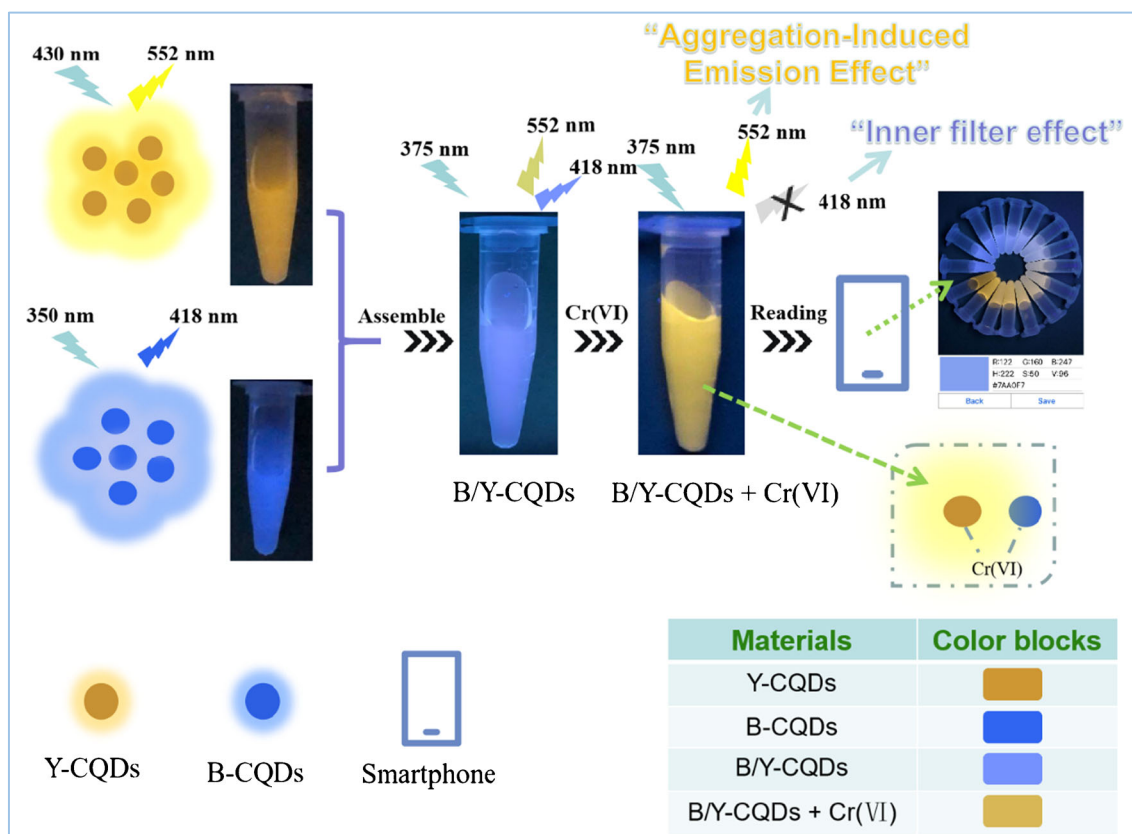 430 nm
552 nm
350 nm
418 nm
Assemble
375 nm
552 nm
418 nm
B/Y-CQDs
Cr(VI)
375 nm
552 nm
418 nm
B/Y-CQDs + Cr(VI)
“Aggregation-Induced
Emission Effect”
“Inner filter effect”
Reading
R:122 G:160 B:247
H:222 S:50 V:96
#7AA0F7
Back Save
Cr(VI)
Y-CQDs
B-CQDs
Smartphone
Materials Color blocks
Y-CQDs
B-CQDs
B/Y-CQDs
B/Y-CQDs + Cr(VI)